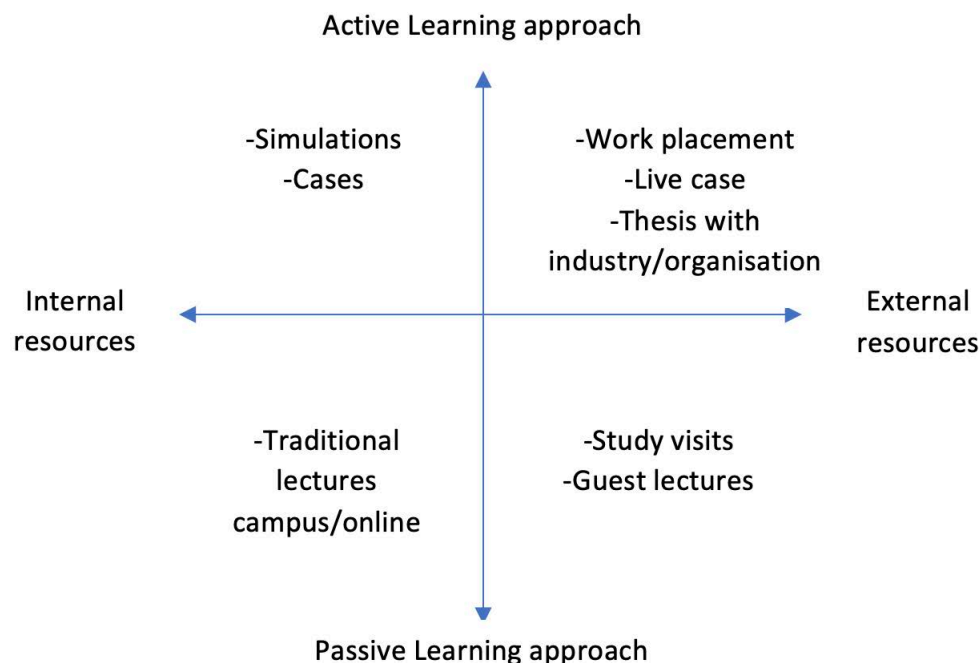 Active Learning approach
-Simulations
-Cases
-Work placement
-Live case
-Thesis with
industry/organisation
Internal
resources
External
resources
-Traditional
lectures
campus/online
-Study visits
-Guest lectures
Passive Learning approach